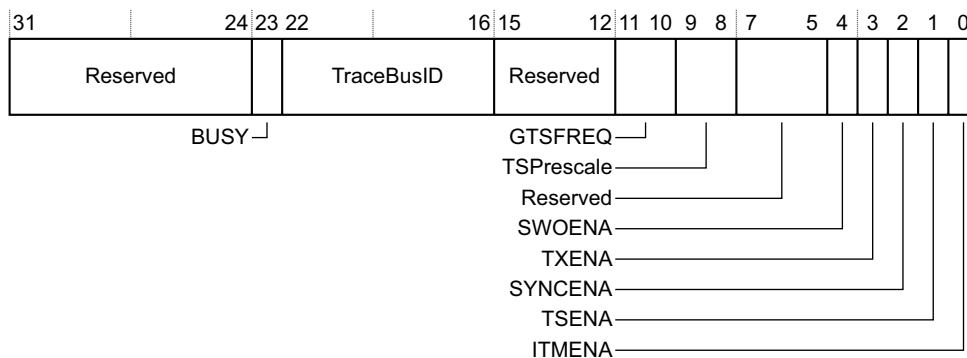 31 24 23 22 16 15 12 11 10 9 8 7 5 4 3 2 1 0
Reserved TraceBusID Reserved
BUSY GTSFREQ
TSPrescale
Reserved
SWOENA
TXENA
SYNCENA
TSENA
ITMENA